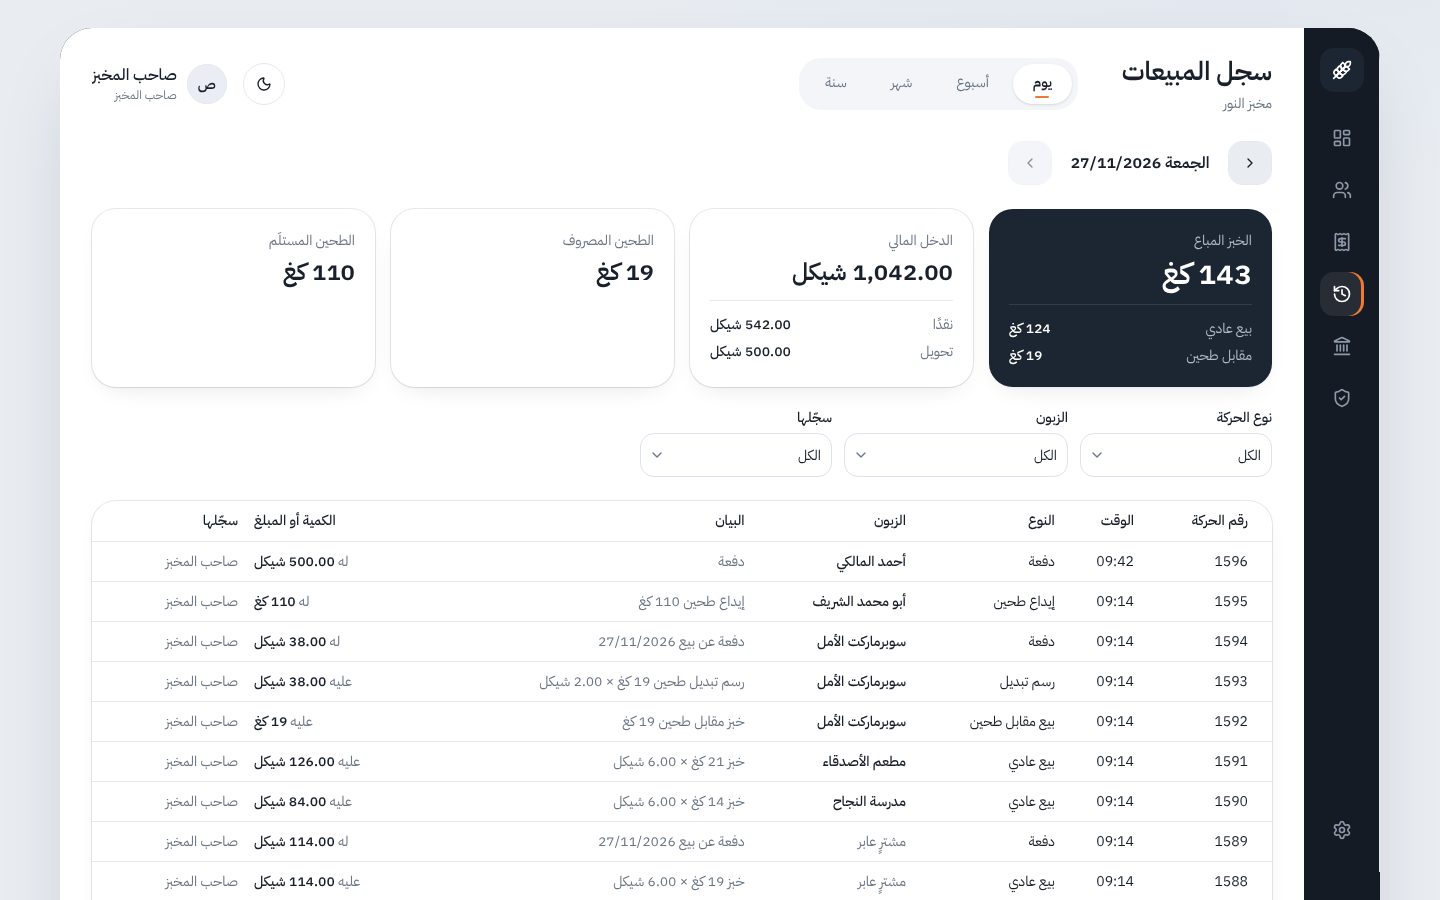 سجل المبيعات
مخبز النور
يوم
أسبوع
شهر
سنة
صاحب المخبز
صاحب المخبز
ص
الجمعة 27/11/2026
الخبز المباع
143 كغ
بيع عادي 124 كغ
مقابل طحين 19 كغ
الدخل المالي
1,042.00 شيكل
نقدًا 542.00 شيكل
تحويل 500.00 شيكل
الطحين المصروف
19 كغ
الطحين المستلَم
110 كغ
نوع الحركة
الكل
الزبون
الكل
سجّلها
الكل
رقم الحركة الوقت النوع الزبون البيان الكمية أو المبلغ سجّلها
1596 09:42 دفعة أحمد المالكي دفعة له 500.00 شيكل صاحب المخبز
1595 09:14 إيداع طحين أبو محمد الشريف إيداع طحين 110 كغ له 110 كغ صاحب المخبز
1594 09:14 دفعة سوبرماركت الأمل دفعة عن بيع 27/11/2026 له 38.00 شيكل صاحب المخبز
1593 09:14 رسم تبديل سوبرماركت الأمل رسم تبديل طحين 19 كغ × 2.00 شيكل عليه 38.00 شيكل صاحب المخبز
1592 09:14 بيع مقابل طحين سوبرماركت الأمل خبز مقابل طحين 19 كغ عليه 19 كغ صاحب المخبز
1591 09:14 بيع عادي مطعم الأصدقاء خبز 21 كغ × 6.00 شيكل عليه 126.00 شيكل صاحب المخبز
1590 09:14 بيع عادي مدرسة النجاح خبز 14 كغ × 6.00 شيكل عليه 84.00 شيكل صاحب المخبز
1589 09:14 دفعة مشترٍ عابر دفعة عن بيع 27/11/2026 له 114.00 شيكل صاحب المخبز
1588 09:14 بيع عادي مشترٍ عابر خبز 19 كغ × 6.00 شيكل عليه 114.00 شيكل صاحب المخبز